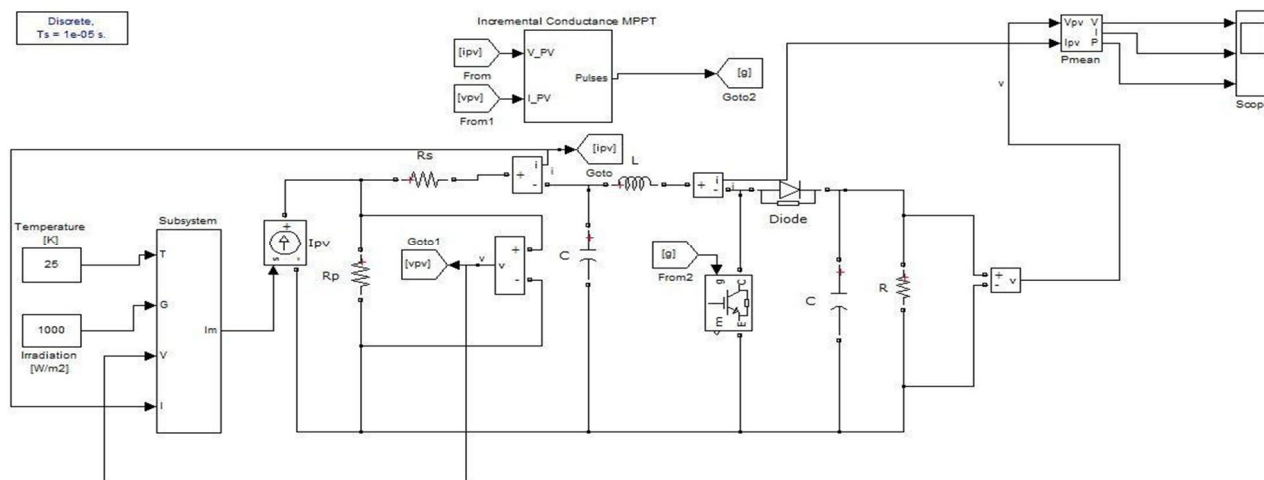 Discrete,
Ts = 1e-05 s.
Incremental Conductance MPPT
[ipv]
From
[vpv]
From1
V_PV
I_PV
Pulses
[g]
Goto2
Vpv V
I
Ipv P
Pmean
v
Scop
[ipv]
Goto
Rs
+
-
i
i
L
+
-
i
i
Diode
Temperature
[K]
25
1000
Irradiation
[W/m2]
Subsystem
T
G
V
I
Im
+
-
s
Ipv
Rp
Goto1
[vpv]
v
+
-
v
+
C
[g]
From2
g
C
m
E
+
C
+
R
+
-
v